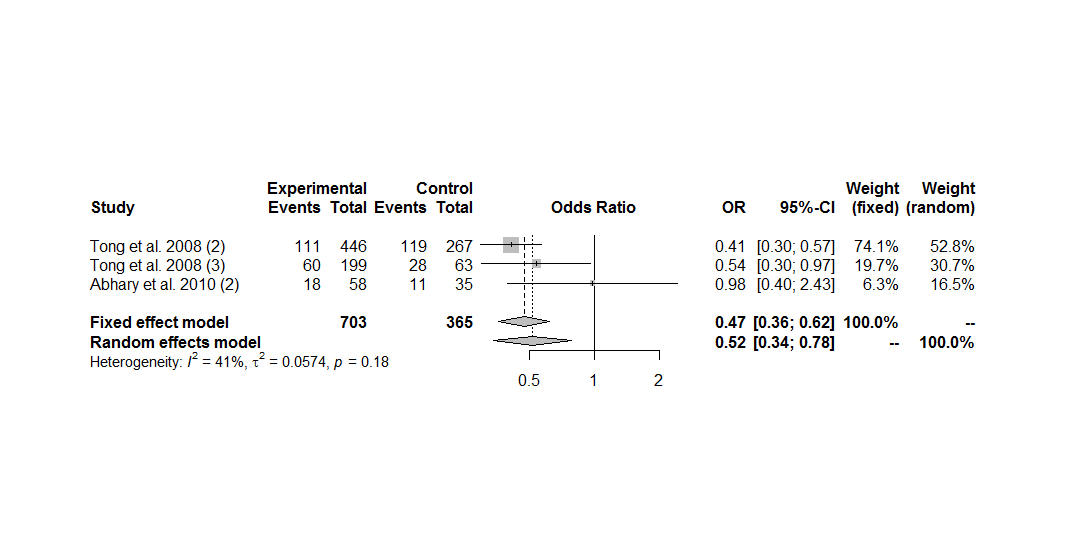 Experimental Control Weight Weight
Study Events Total Events Total Odds Ratio OR 95%-CI (fixed) (random)
Tong et al. 2008 (2) 111 446 119 267 0.41 [0.30; 0.57] 74.1% 52.8%
Tong et al. 2008 (3) 60 199 28 63 0.54 [0.30; 0.97] 19.7% 30.7%
Abhary et al. 2010 (2) 18 58 11 35 0.98 [0.40; 2.43] 6.3% 16.5%
Fixed effect model 703 365 0.47 [0.36; 0.62] 100.0% --
Random effects model 0.52 [0.34; 0.78] -- 100.0%
Heterogeneity: I² = 41%, τ² = 0.0574, p = 0.18
0.5 1 2